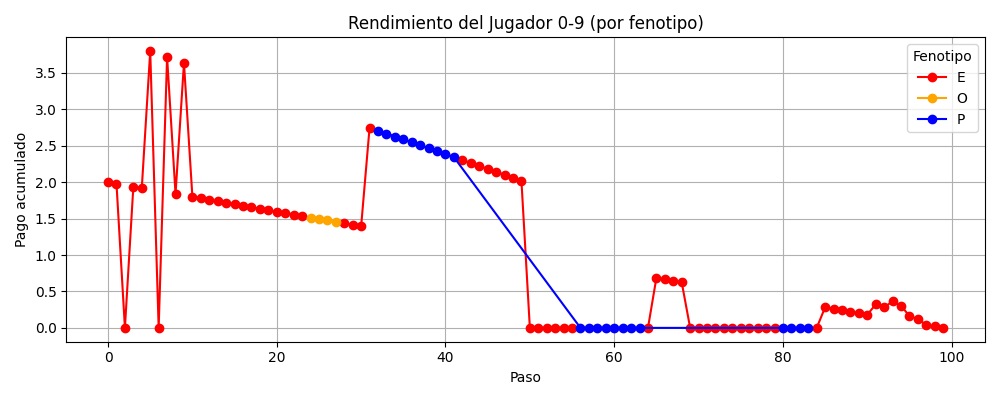 Rendimiento del Jugador 0-9 (por fenotipo)
Pago acumulado
3.5
3.0
2.5
2.0
1.5
1.0
0.5
0.0
Fenotipo
E
O
P
0
20
40
60
80
100
Paso